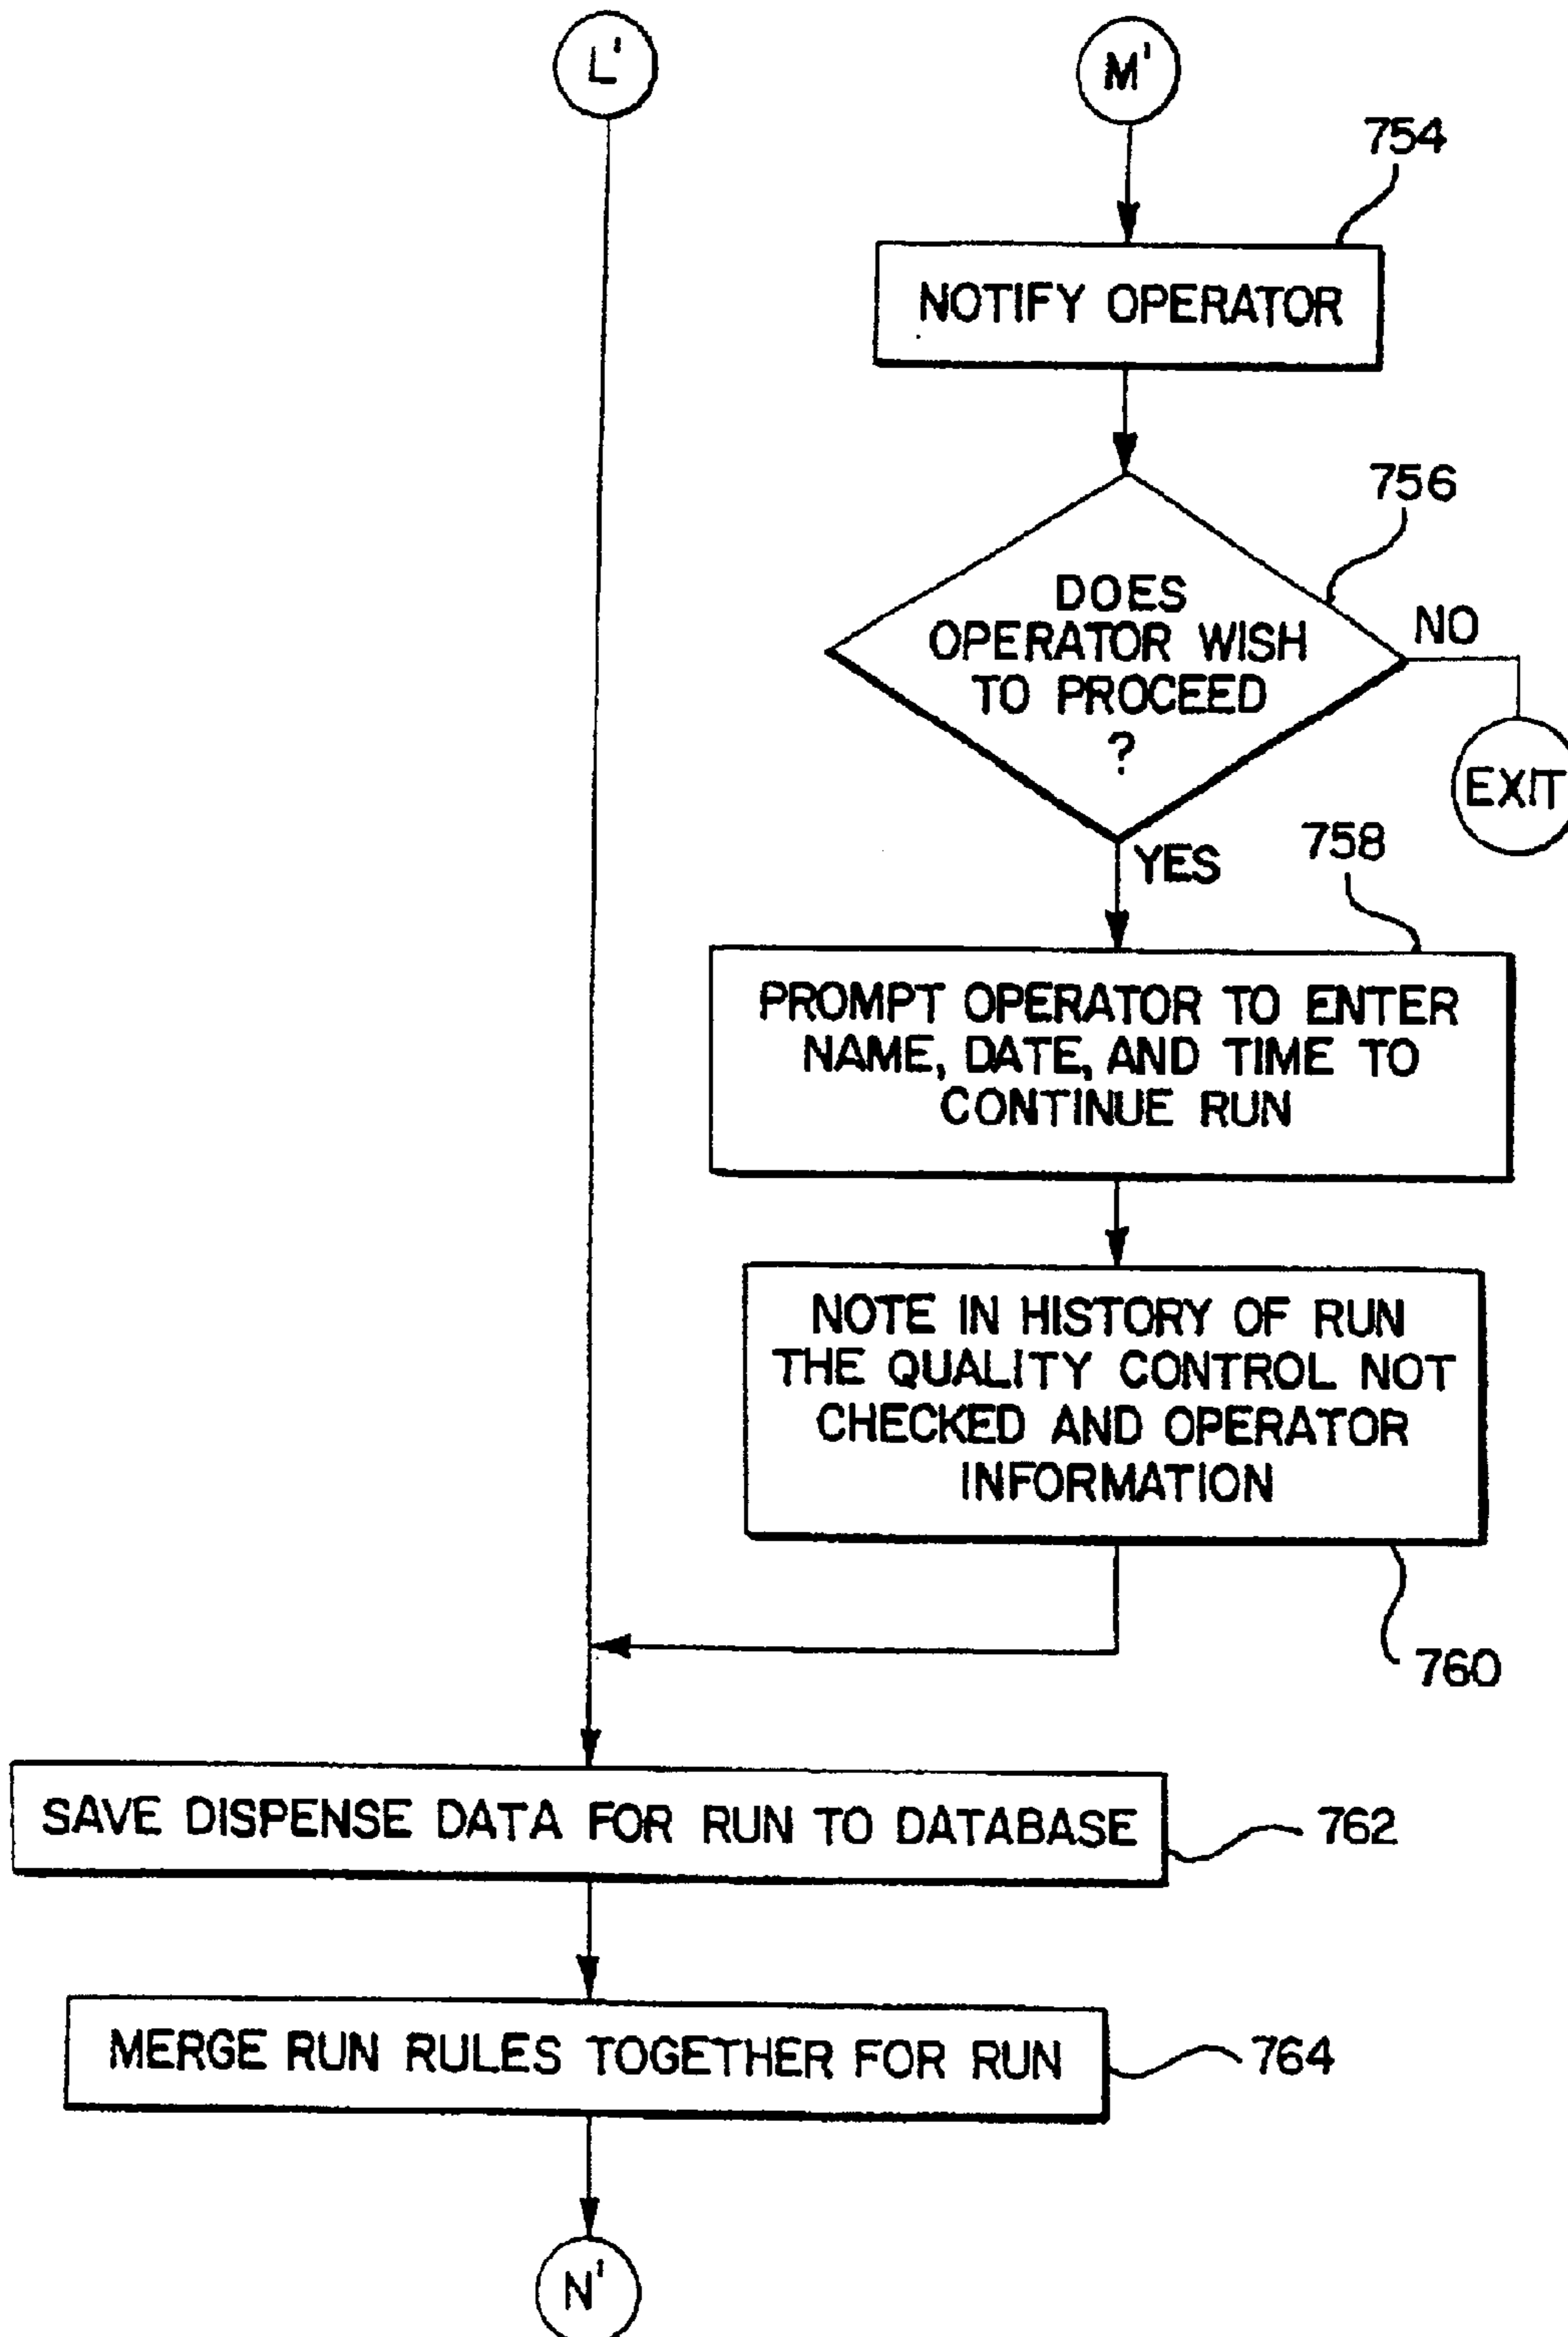 L'
M'
754
NOTIFY OPERATOR
756
DOES
OPERATOR WISH
TO PROCEED
?
NO
EXIT
YES
758
PROMPT OPERATOR TO ENTER
NAME, DATE, AND TIME TO
CONTINUE RUN
NOTE IN HISTORY OF RUN
THE QUALITY CONTROL NOT
CHECKED AND OPERATOR
INFORMATION
760
SAVE DISPENSE DATA FOR RUN TO DATABASE
762
MERGE RUN RULES TOGETHER FOR RUN
764
N'